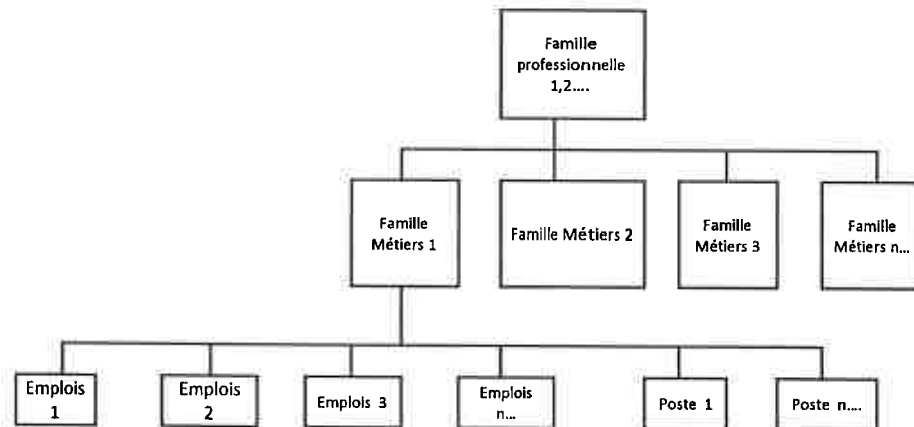 Famille
professionnelle
1,2....
Famille
Métiers 1
Famille Métiers 2
Famille
Métiers 3
Famille
Métiers n...
Emplois
1
Emplois
2
Emplois 3
Emplois
n...
Poste 1
Poste n....